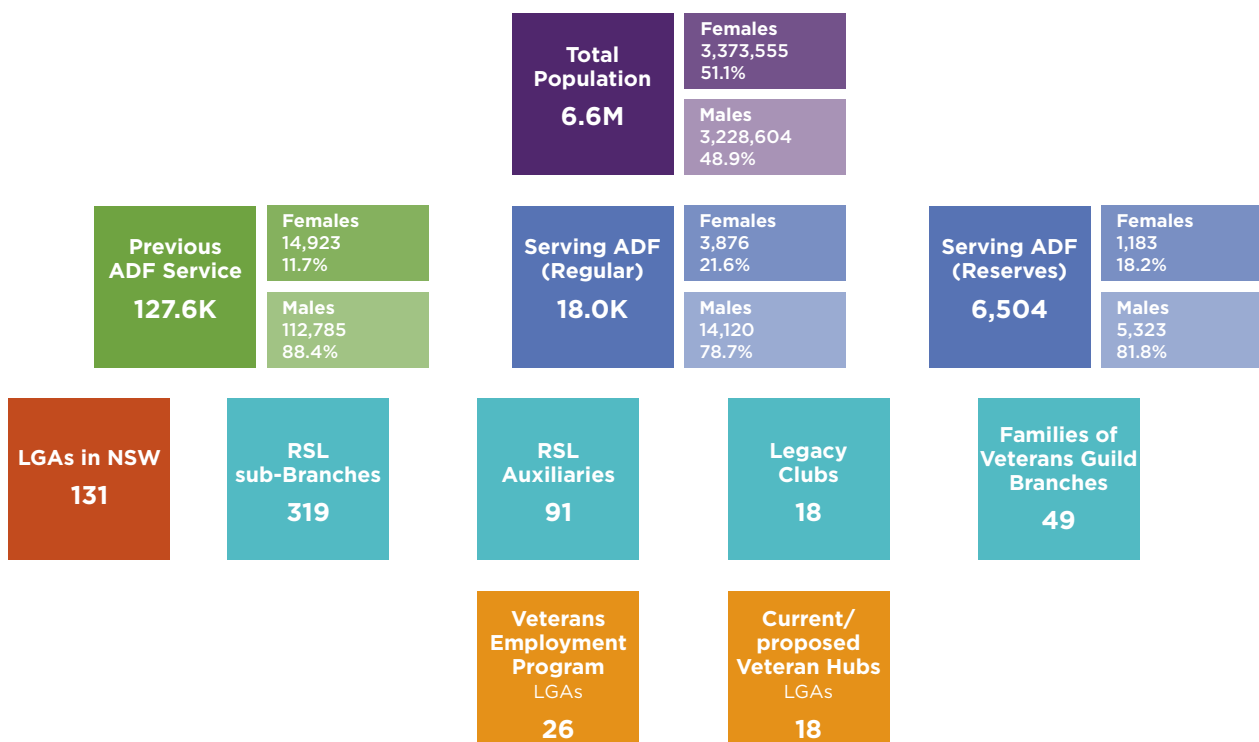 Total
Population
6.6M
Females
3,373,555
51.1%
Males
3,228,604
48.9%
Previous
ADF Service
127.6K
Females
14,923
11.7%
Males
112,785
88.4%
Serving ADF
(Regular)
18.0K
Females
3,876
21.6%
Males
14,120
78.7%
Serving ADF
(Reserves)
6,504
Females
1,183
18.2%
Males
5,323
81.8%
LGAs in NSW
131
RSL
sub-Branches
319
RSL
Auxiliaries
91
Legacy
Clubs
18
Families of
Veterans Guild
Branches
49
Veterans
Employment
Program
LGAs
26
Current/
proposed
Veteran Hubs
LGAs
18